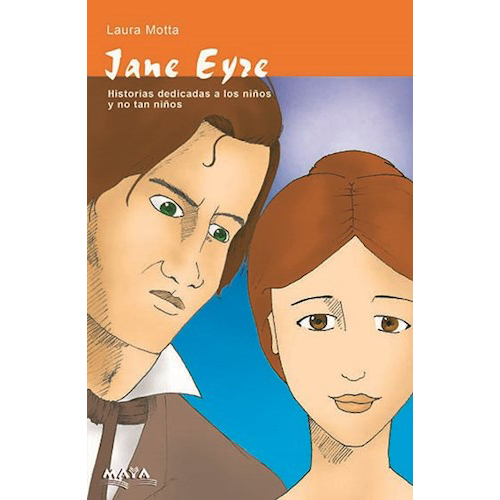 Laura Motta
Jane Eyre
Historias dedicadas a los niños
y no tan niños
MAYA